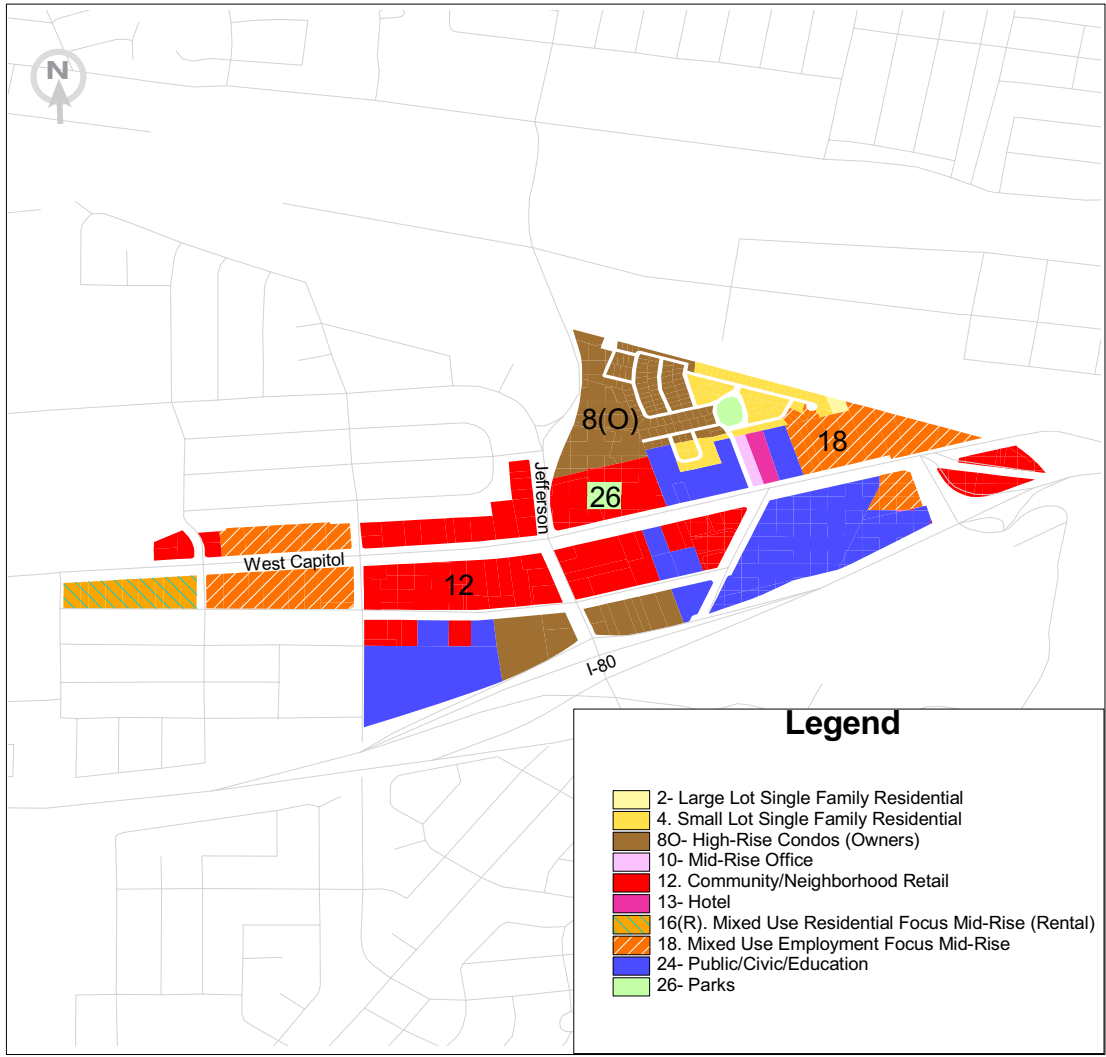 N
8(O)
18
Jefferson
26
West Capitol
12
I-80
Legend
2- Large Lot Single Family Residential
4. Small Lot Single Family Residential
8O- High-Rise Condos (Owners)
10- Mid-Rise Office
12. Community/Neighborhood Retail
13- Hotel
16(R). Mixed Use Residential Focus Mid-Rise (Rental)
18. Mixed Use Employment Focus Mid-Rise
24- Public/Civic/Education
26- Parks